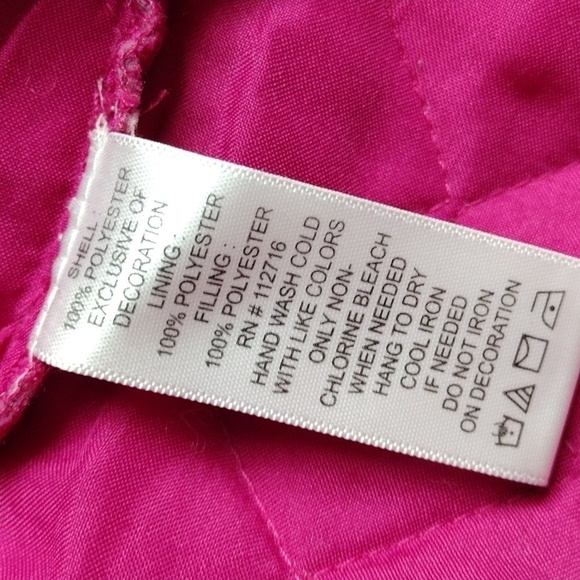 SHELL :
100% POLYESTER
EXCLUSIVE OF
DECORATION
LINING :
100% POLYESTER
FILLING :
100% POLYESTER
RN # 112716
HAND WASH COLD
WITH LIKE COLORS
ONLY NON-
CHLORINE BLEACH
WHEN NEEDED
HANG TO DRY
COOL IRON
IF NEEDED
DO NOT IRON
ON DECORATION